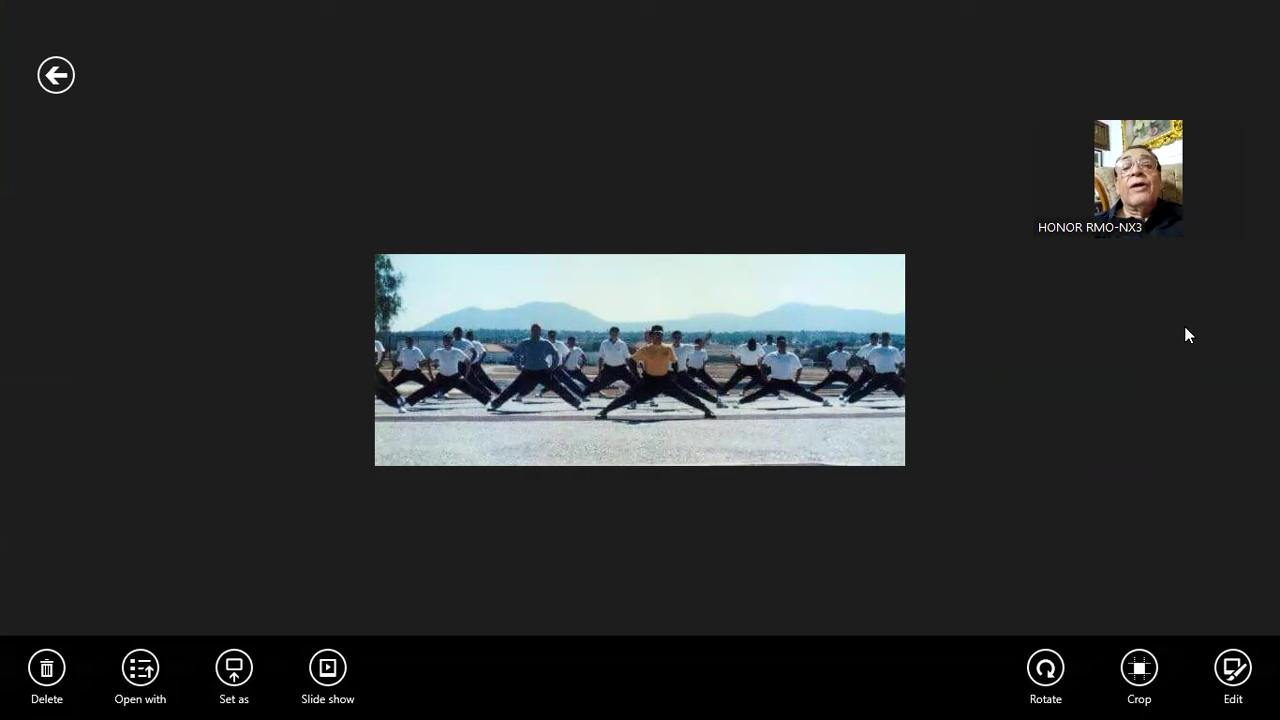 HONOR RMO-NX3
Delete
Open with
Set as
Slide show
Rotate
Crop
Edit